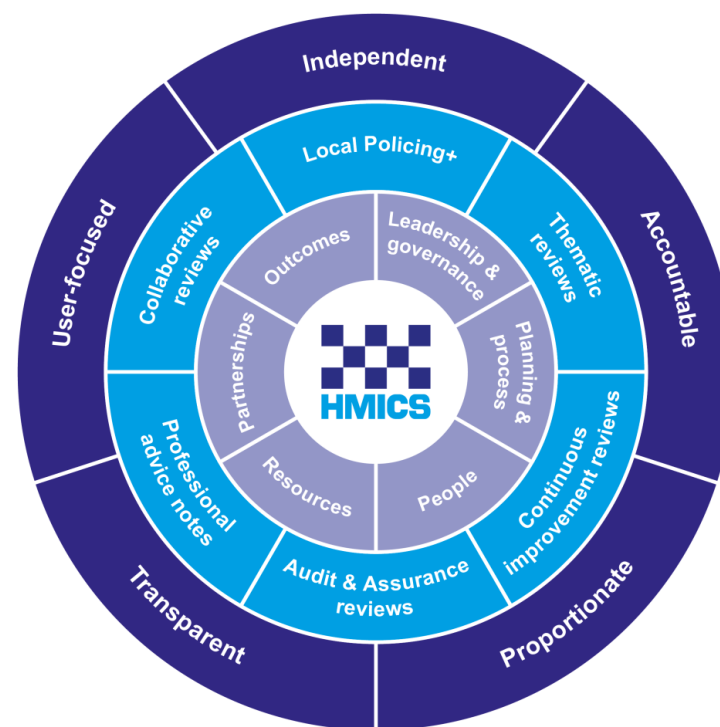 Independent
Accountable
Proportionate
Transparent
User-focused
Local Policing+
Thematic
reviews
Continuous
improvement reviews
Audit & Assurance
reviews
Professional
advice notes
Collaborative
reviews
Leadership &
governance
Planning &
process
People
Resources
Partnerships
Outcomes
HMICS